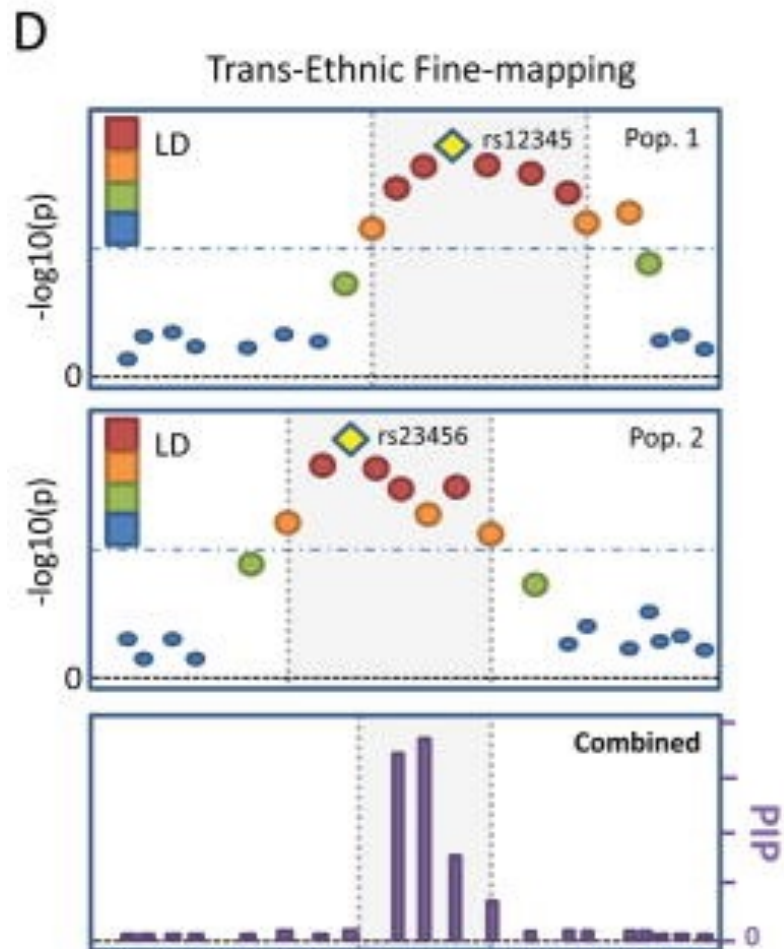 D
Trans-Ethnic Fine-mapping
LD
rs12345
Pop. 1
-log10(p)
0
LD
rs23456
Pop. 2
-log10(p)
0
Combined
PIP
0